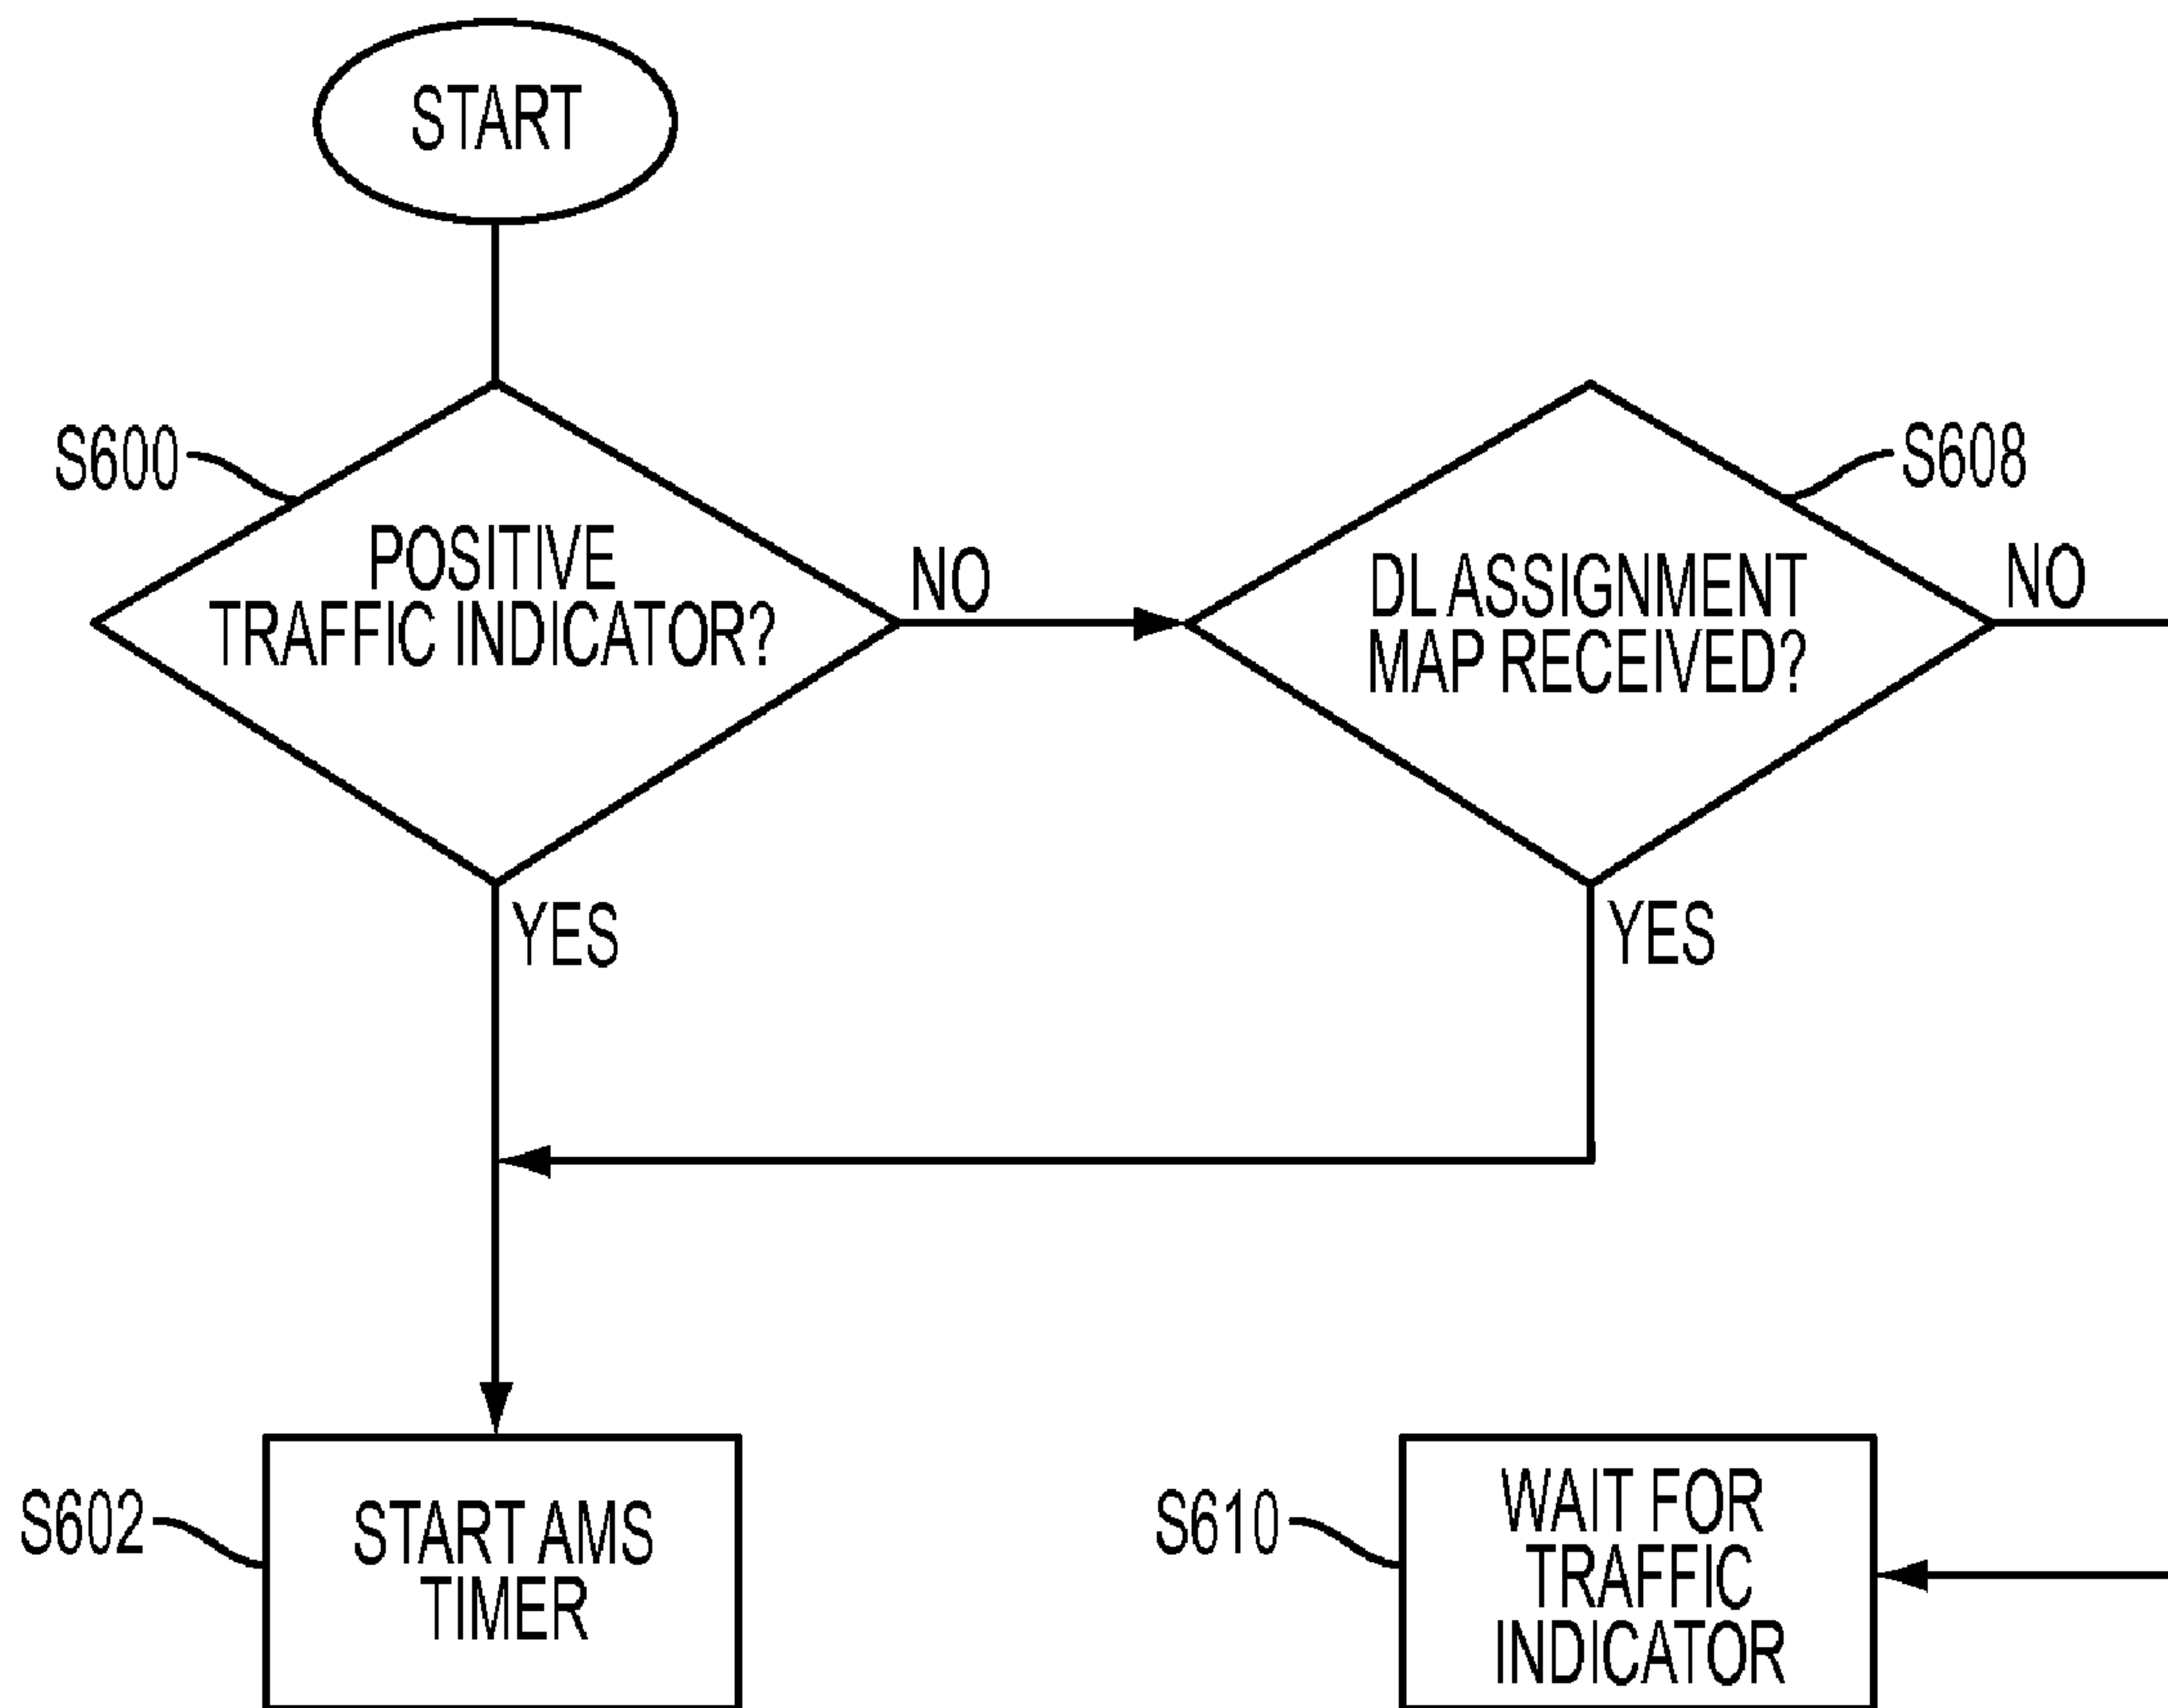 START
S600
POSITIVE
TRAFFIC INDICATOR?
NO
YES
S608
DL ASSIGNMENT
MAP RECEIVED?
NO
YES
S602
START AMS
TIMER
S610
WAIT FOR
TRAFFIC
INDICATOR